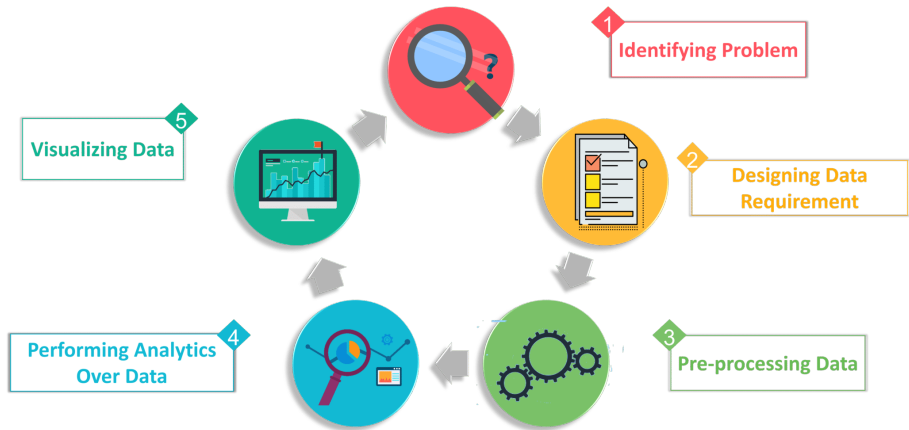 1
Identifying Problem
2
Designing Data
Requirement
3
Pre-processing Data
4
Performing Analytics
Over Data
5
Visualizing Data
?